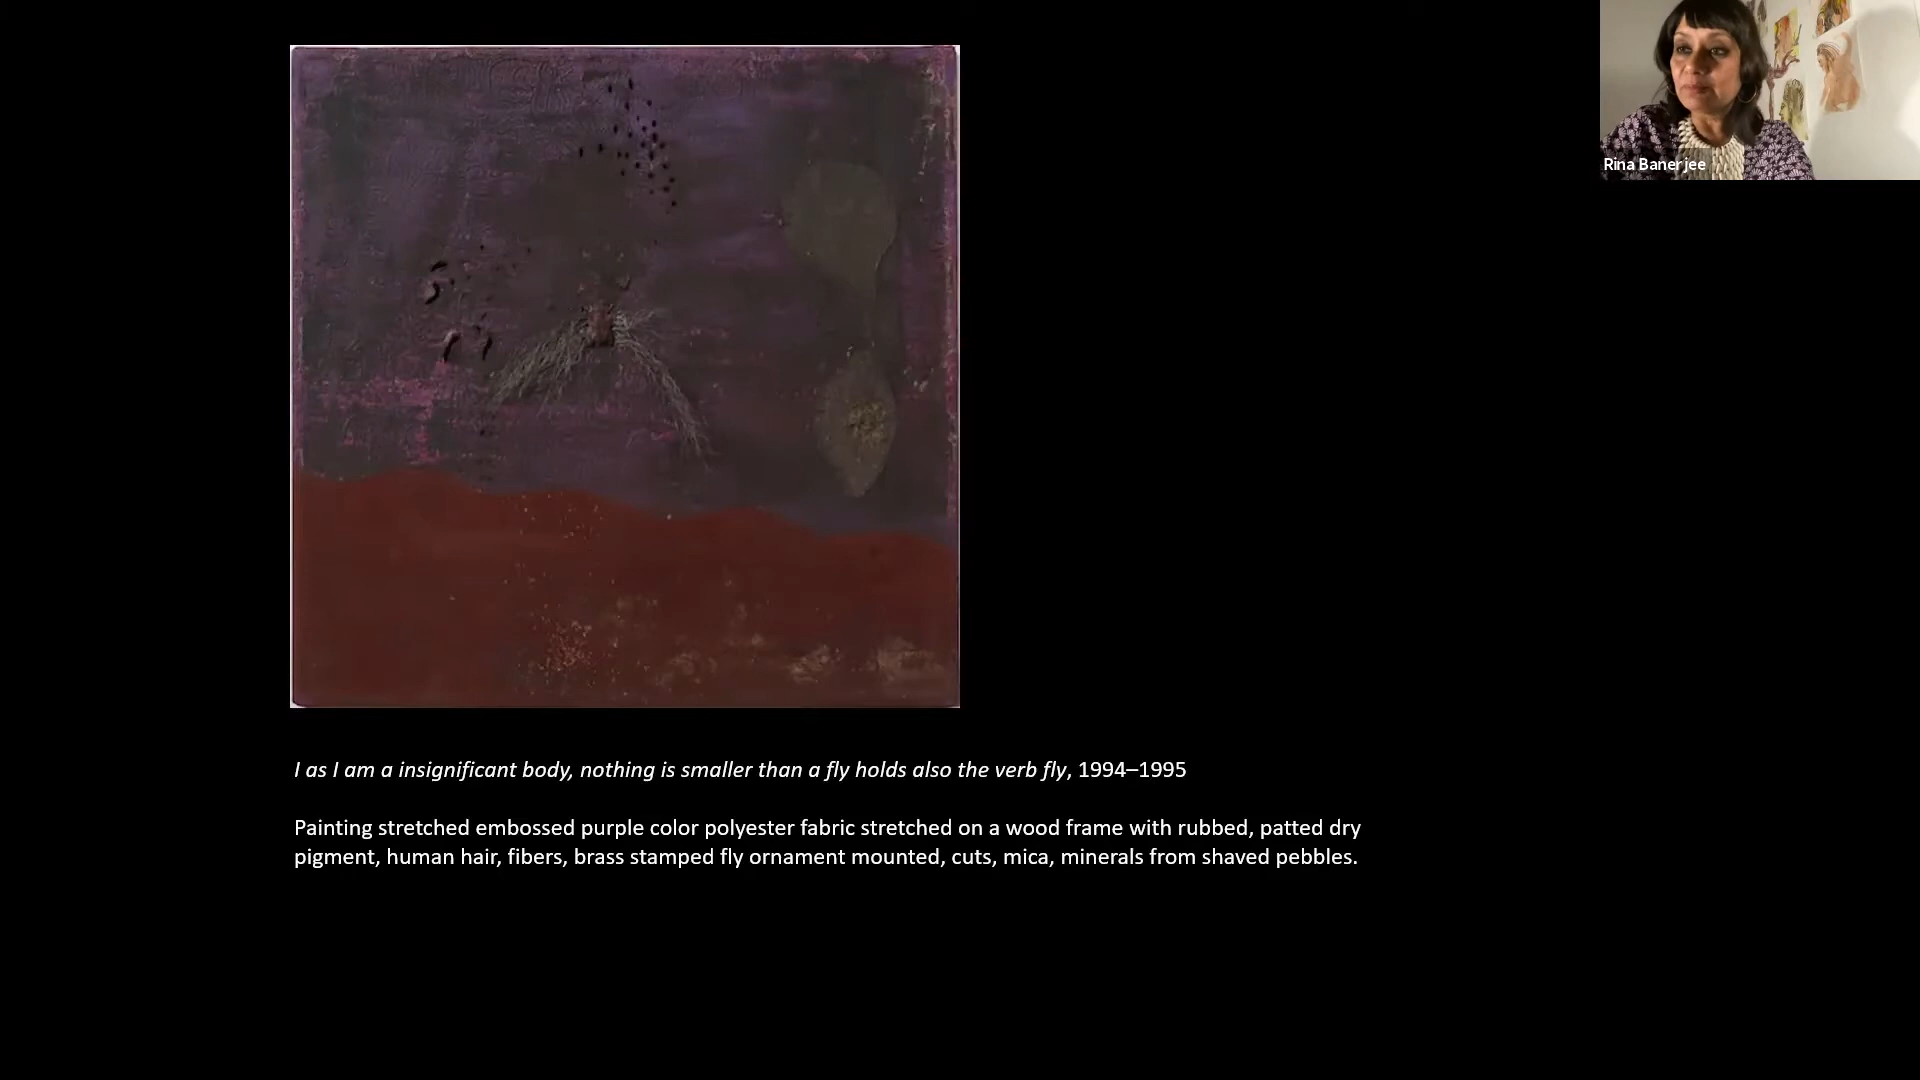 Rina Banerjee
I as I am a insignificant body, nothing is smaller than a fly holds also the verb fly, 1994–1995
Painting stretched embossed purple color polyester fabric stretched on a wood frame with rubbed, patted dry
pigment, human hair, fibers, brass stamped fly ornament mounted, cuts, mica, minerals from shaved pebbles.